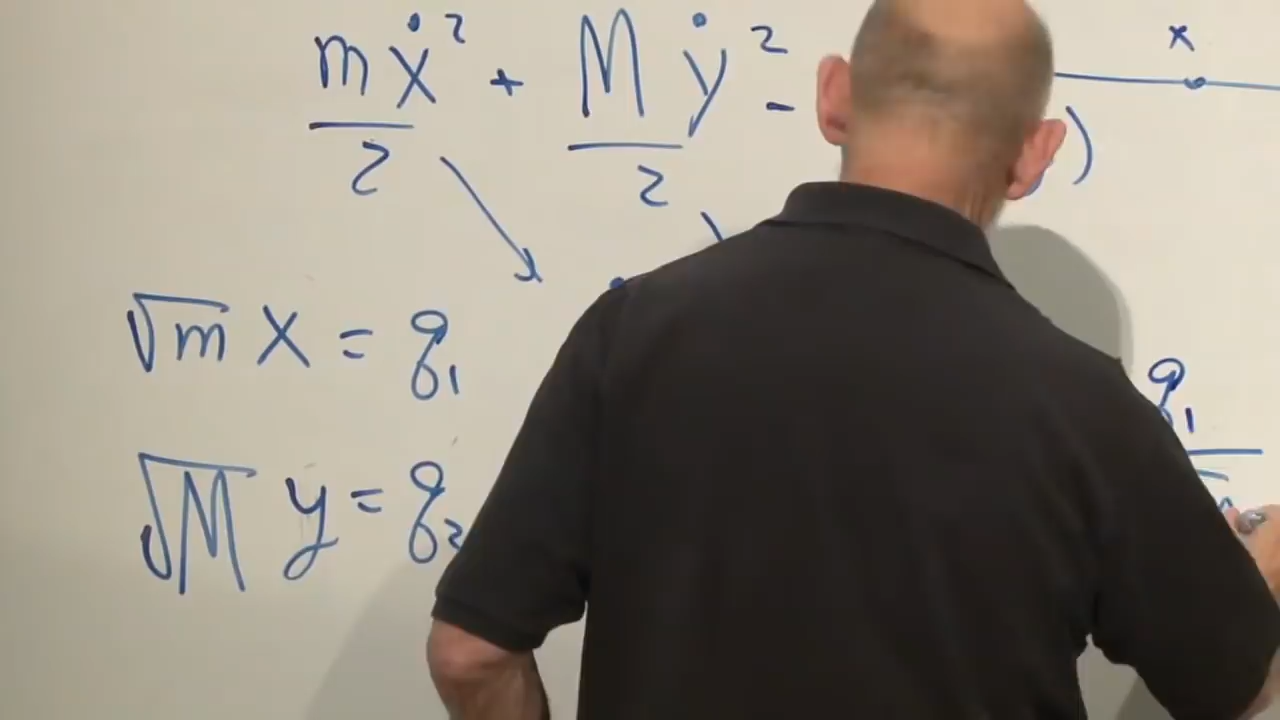 mẋ²/2 + Mẏ²/2 - )
x
√m x = q₁
q₁
√M y = q₂